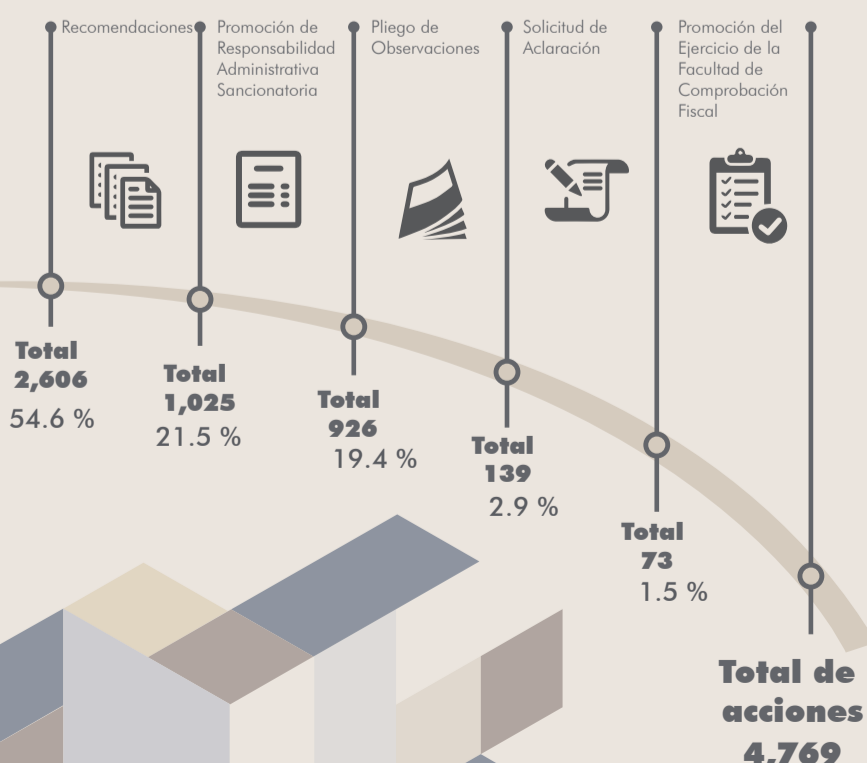 Recomendaciones
Promoción de
Responsabilidad
Administrativa
Sancionatoria
Pliego de
Observaciones
Solicitud de
Aclaración
Promoción del
Ejercicio de la
Facultad de
Comprobación
Fiscal
Total
2,606
54.6 %
Total
1,025
21.5 %
Total
926
19.4 %
Total
139
2.9 %
Total
73
1.5 %
Total de
acciones
4,769